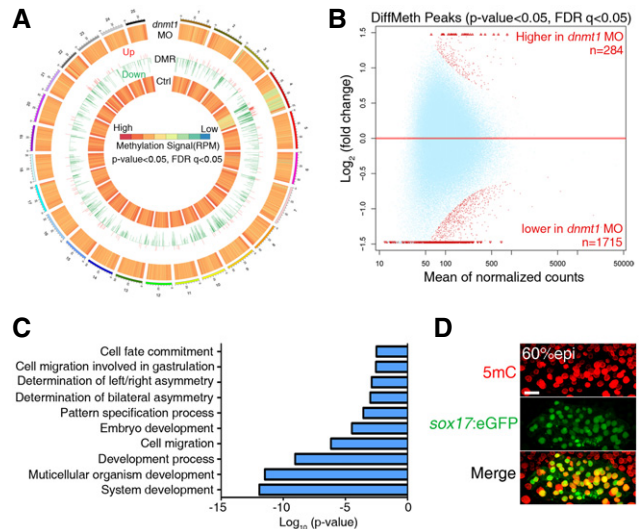 A
dnmt1
MO
Up
DMR
Down
Ctrl
High Low
Methylation Signal(RPM)
p-value<0.05, FDR q<0.05
B
DiffMeth Peaks (p-value<0.05, FDR q<0.05)
Higher in dnmt1 MO
n=284
Log2 (fold change)
1.5
1.0
0.5
0.0
-0.5
-1.0
-1.5
lower in dnmt1 MO
n=1715
10 50 100 500 5000 50000
Mean of normalized counts
C
Cell fate commitment
Cell migration involved in gastrulation
Determination of left/right asymmetry
Determination of bilateral asymmetry
Pattern specification process
Embryo development
Cell migration
Development process
Muticellular organism development
System development
-15 -10 -5 0
Log10 (p-value)
D
60%epi
5mC
sox17:eGFP
Merge